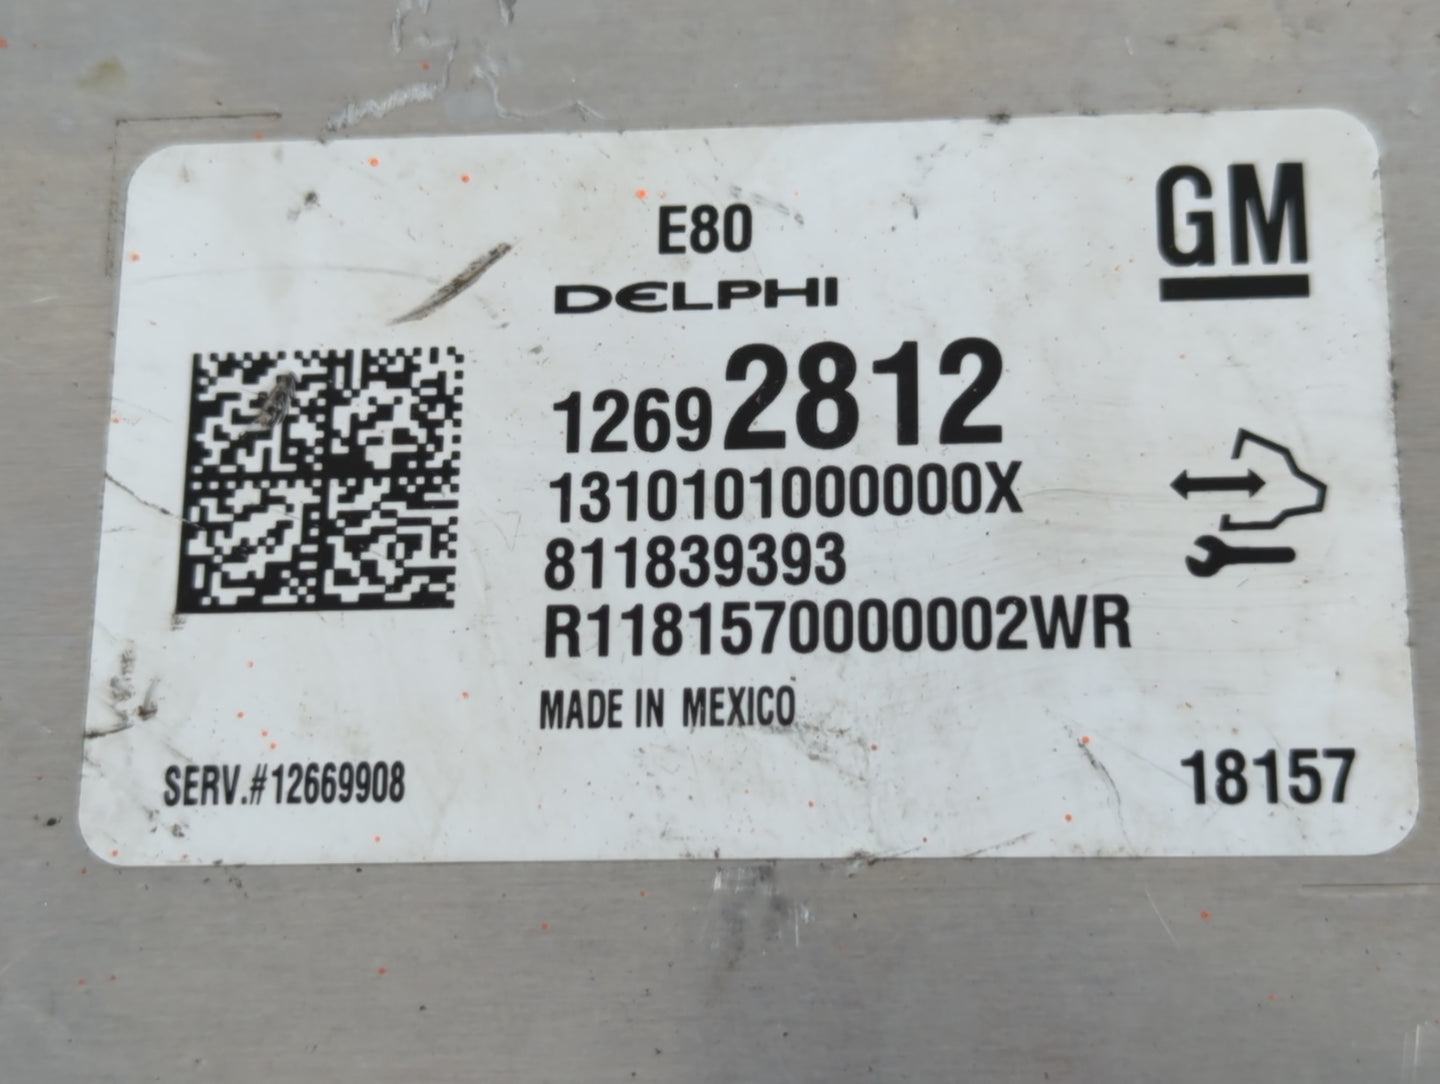 GM
E80
DELPHI
12692812
1310101000000X
811839393
R1181570000002WR
MADE IN MEXICO
SERV.#12669908
18157